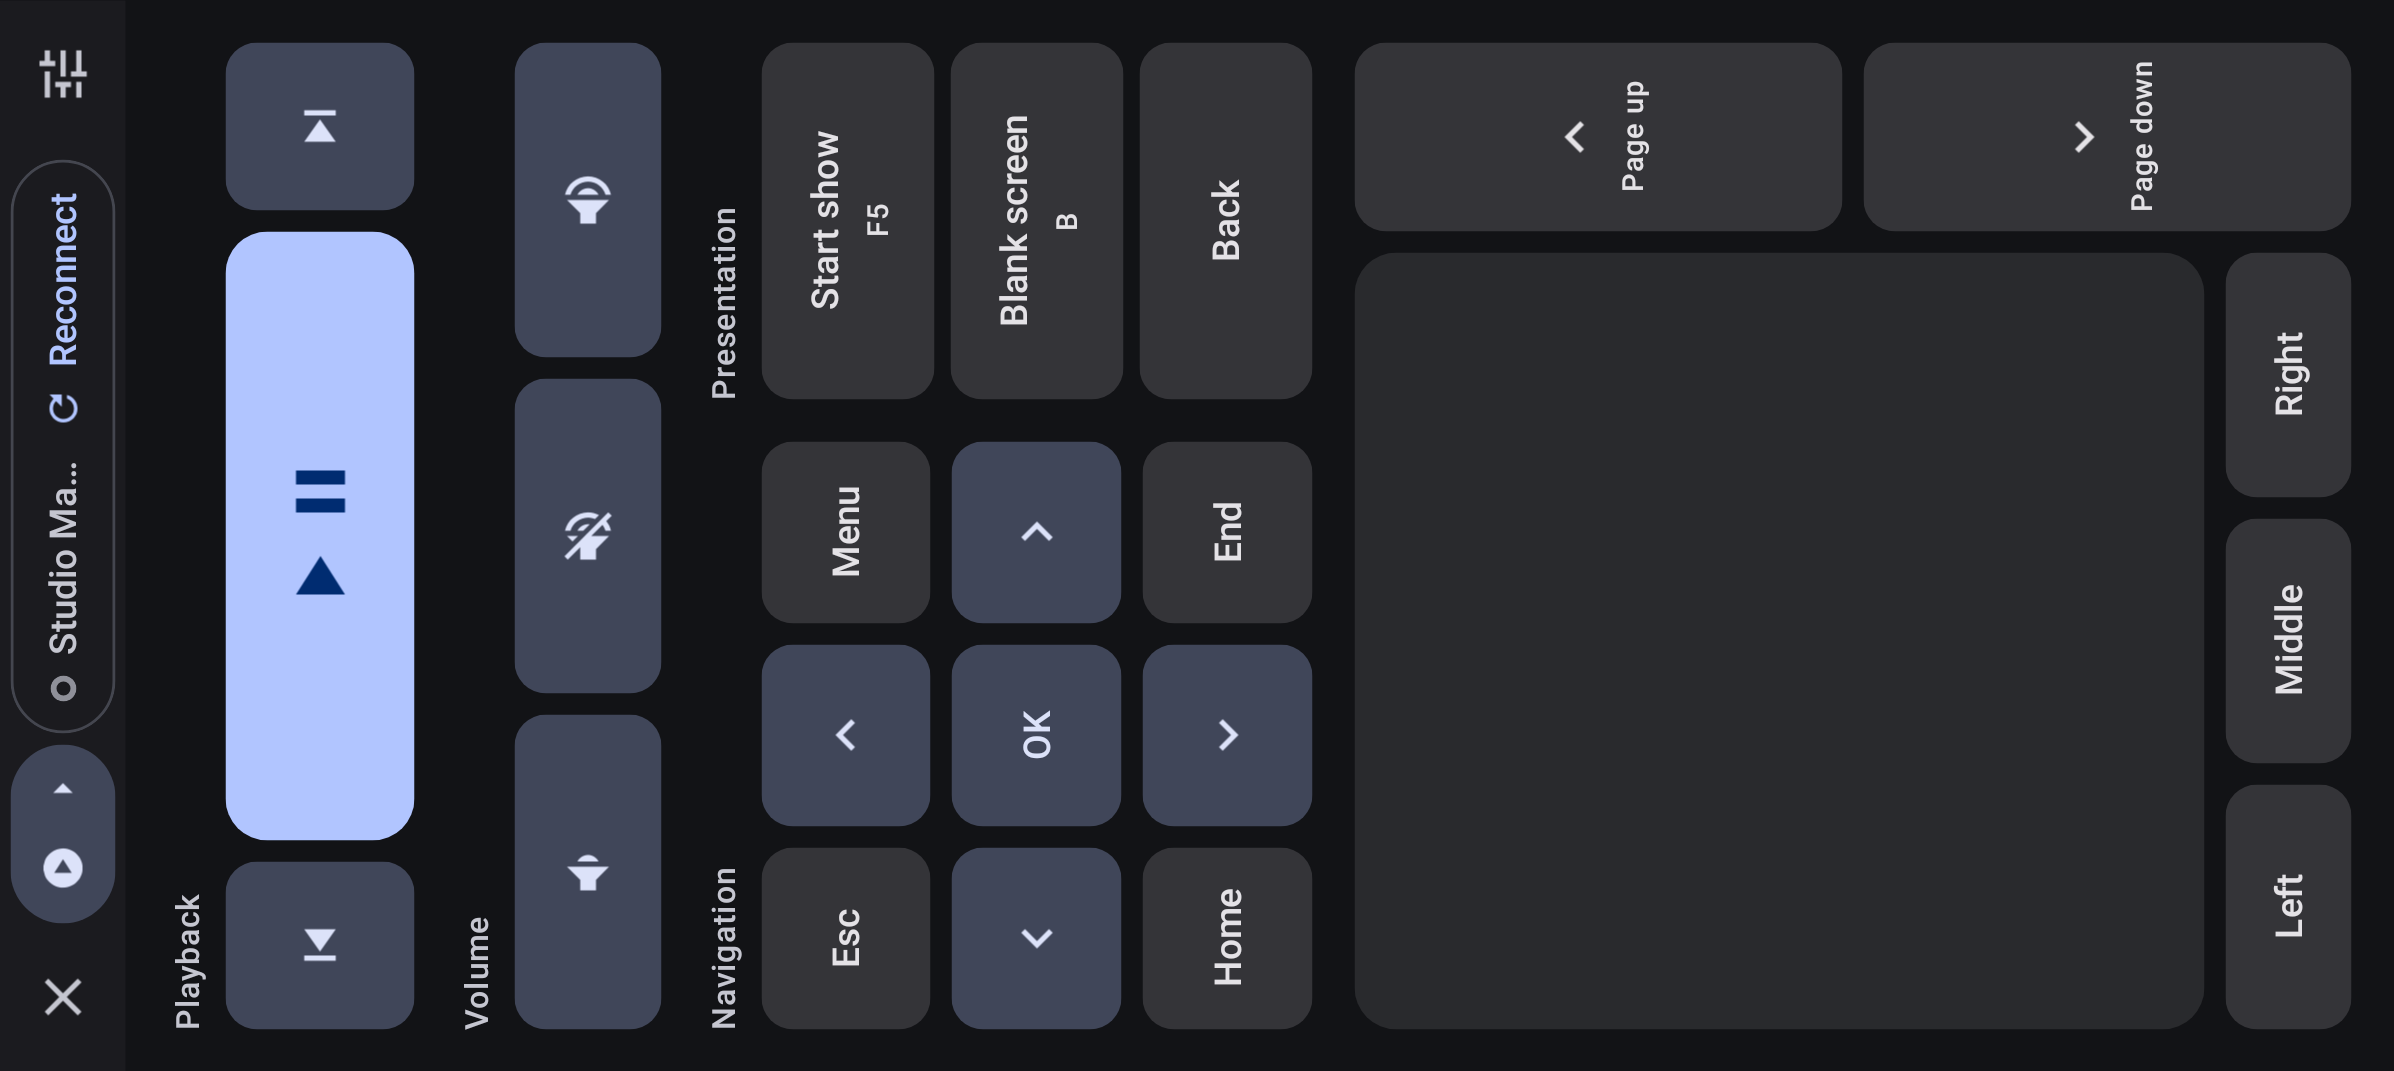 Studio Ma...
Reconnect
Playback
Volume
Navigation
Presentation
Esc
Menu
Start show
F5
OK
Blank screen
B
Home
End
Back
Page up
Page down
Left
Middle
Right